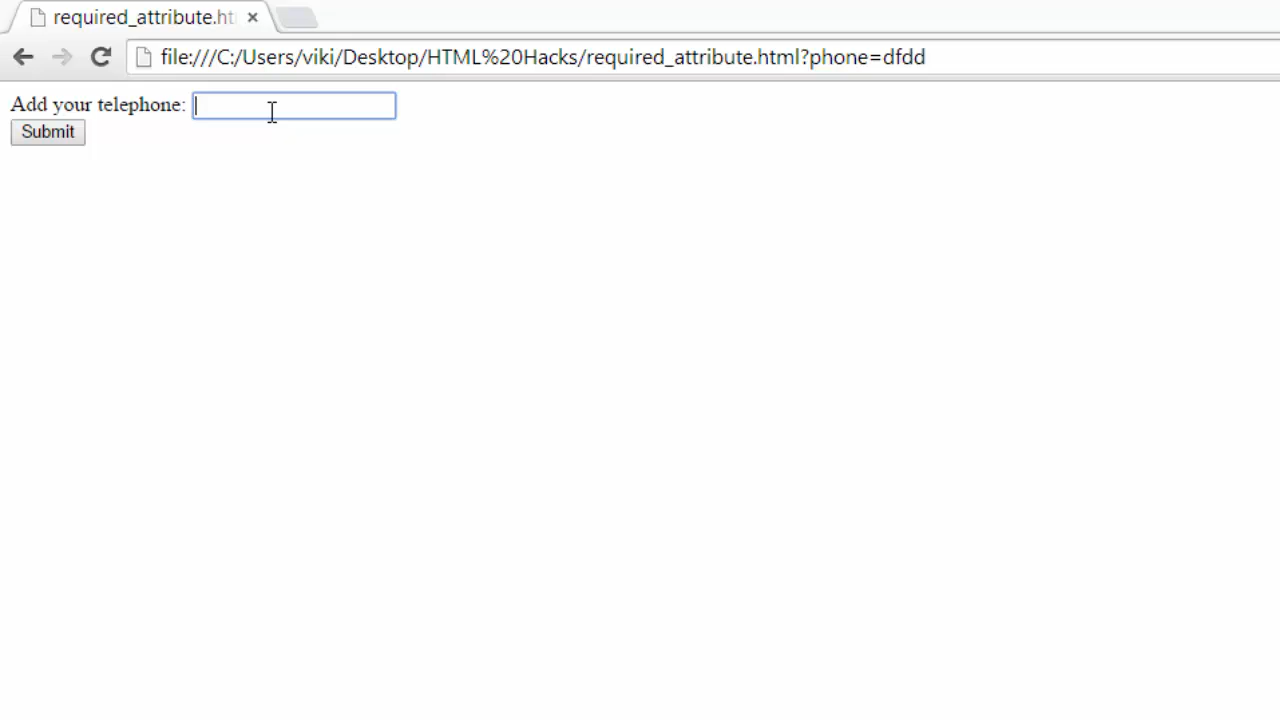 required_attribute.ht
file:///C:/Users/viki/Desktop/HTML%20Hacks/required_attribute.html?phone=dfdd
Add your telephone:
Submit